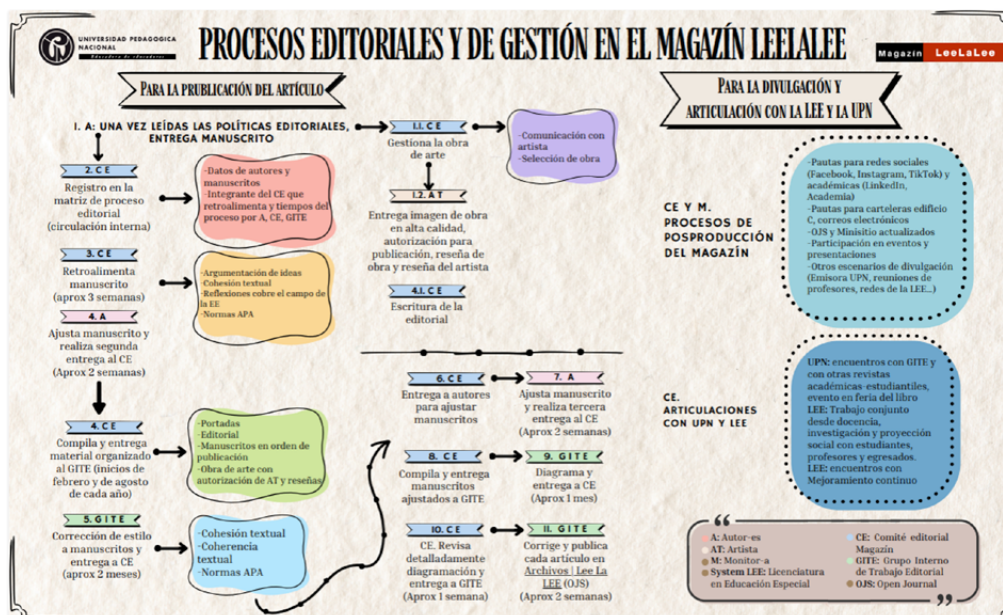 UNIVERSIDAD PEDAGOGICA
NACIONAL
Educadora de educadores
PROCESOS EDITORIALES Y DE GESTIÓN EN EL MAGAZÍN LEELALEE
Magazín LeeLaLee
PARA LA PRUBLICACIÓN DEL ARTÍCULO
1. A: UNA VEZ LEÍDAS LAS POLÍTICAS EDITORIALES,
ENTREGA MANUSCRITO
2. CE
Registro en la
matriz de proceso
editorial
(circulación interna)
-Datos de autores y
manuscritos
-Integrante del CE que
retroalimenta y tiempos del
proceso por A, CE, GITE
3. CE
Retroalimenta
manuscrito
(aprox 3 semanas)
-Argumentación de ideas
-Cohesión textual
-Reflexiones sobre el campo de
la EE
-Normas APA
4. A
Ajusta manuscrito y
realiza segunda
entrega al CE
(Aprox 2 semanas)
4. CE
Compila y entrega
material organizado
al GITE (inicios de
febrero y de agosto
de cada año)
-Portadas
-Editorial
-Manuscritos en orden de
publicación
-Obra de arte con
autorización de AT y reseñas
5. GITE
Corrección de estilo
a manuscritos y
entrega a CE
(aprox 2 meses)
-Cohesión textual
-Coherencia
textual
-Normas APA
1.1. CE
Gestiona la obra
de arte
-Comunicación con
artista
-Selección de obra
1.2. AT
Entrega imagen de obra
en alta calidad,
autorización para
publicación, reseña de
obra y reseña del artista
4.1. CE
Escritura de la
editorial
6. CE
Entrega a autores
para ajustar
manuscritos
7. A
Ajusta manuscrito
y realiza tercera
entrega al CE
(Aprox 2 semanas)
8. CE
Compila y entrega
manuscritos
ajustados a GITE
9. GITE
Diagrama y
entrega a CE
(Aprox 1 mes)
10. CE
CE. Revisa
detalladamente
diagramación y
entrega a GITE
(Aprox 1 semana)
11. GITE
Corrige y publica
cada artículo en
Archivos | Lee La
LEE (OJS)
(Aprox 2 semanas)
PARA LA DIVULGACIÓN Y
ARTICULACIÓN CON LA LEE Y LA UPN
CE Y M.
PROCESOS DE
POSPRODUCCIÓN
DEL MAGAZÍN
-Pautas para redes sociales
(Facebook, Instagram, TikTok) y
académicas (LinkedIn,
Academia)
-Pautas para carteleras edificio
C, correos electrónicos
-OJS y Minisitio actualizados
-Participación en eventos y
presentaciones
-Otros escenarios de divulgación
(Emisora UPN, reuniones de
profesores, redes de la LEE...)
CE.
ARTICULACIONES
CON UPN Y LEE
UPN: encuentros con GITE y
con otras revistas
académicas-estudiantiles,
evento en feria del libro
LEE: Trabajo conjunto
desde docencia,
investigación y proyección
social con estudiantes,
profesores y egresados.
LEE: encuentros con
Mejoramiento continuo
A: Autor-es
AT: Artista
M: Monitor-a
System LEE: Licenciatura
en Educación Especial
CE: Comité editorial
Magazín
GITE: Grupo Interno
de Trabajo Editorial
OJS: Open Journal